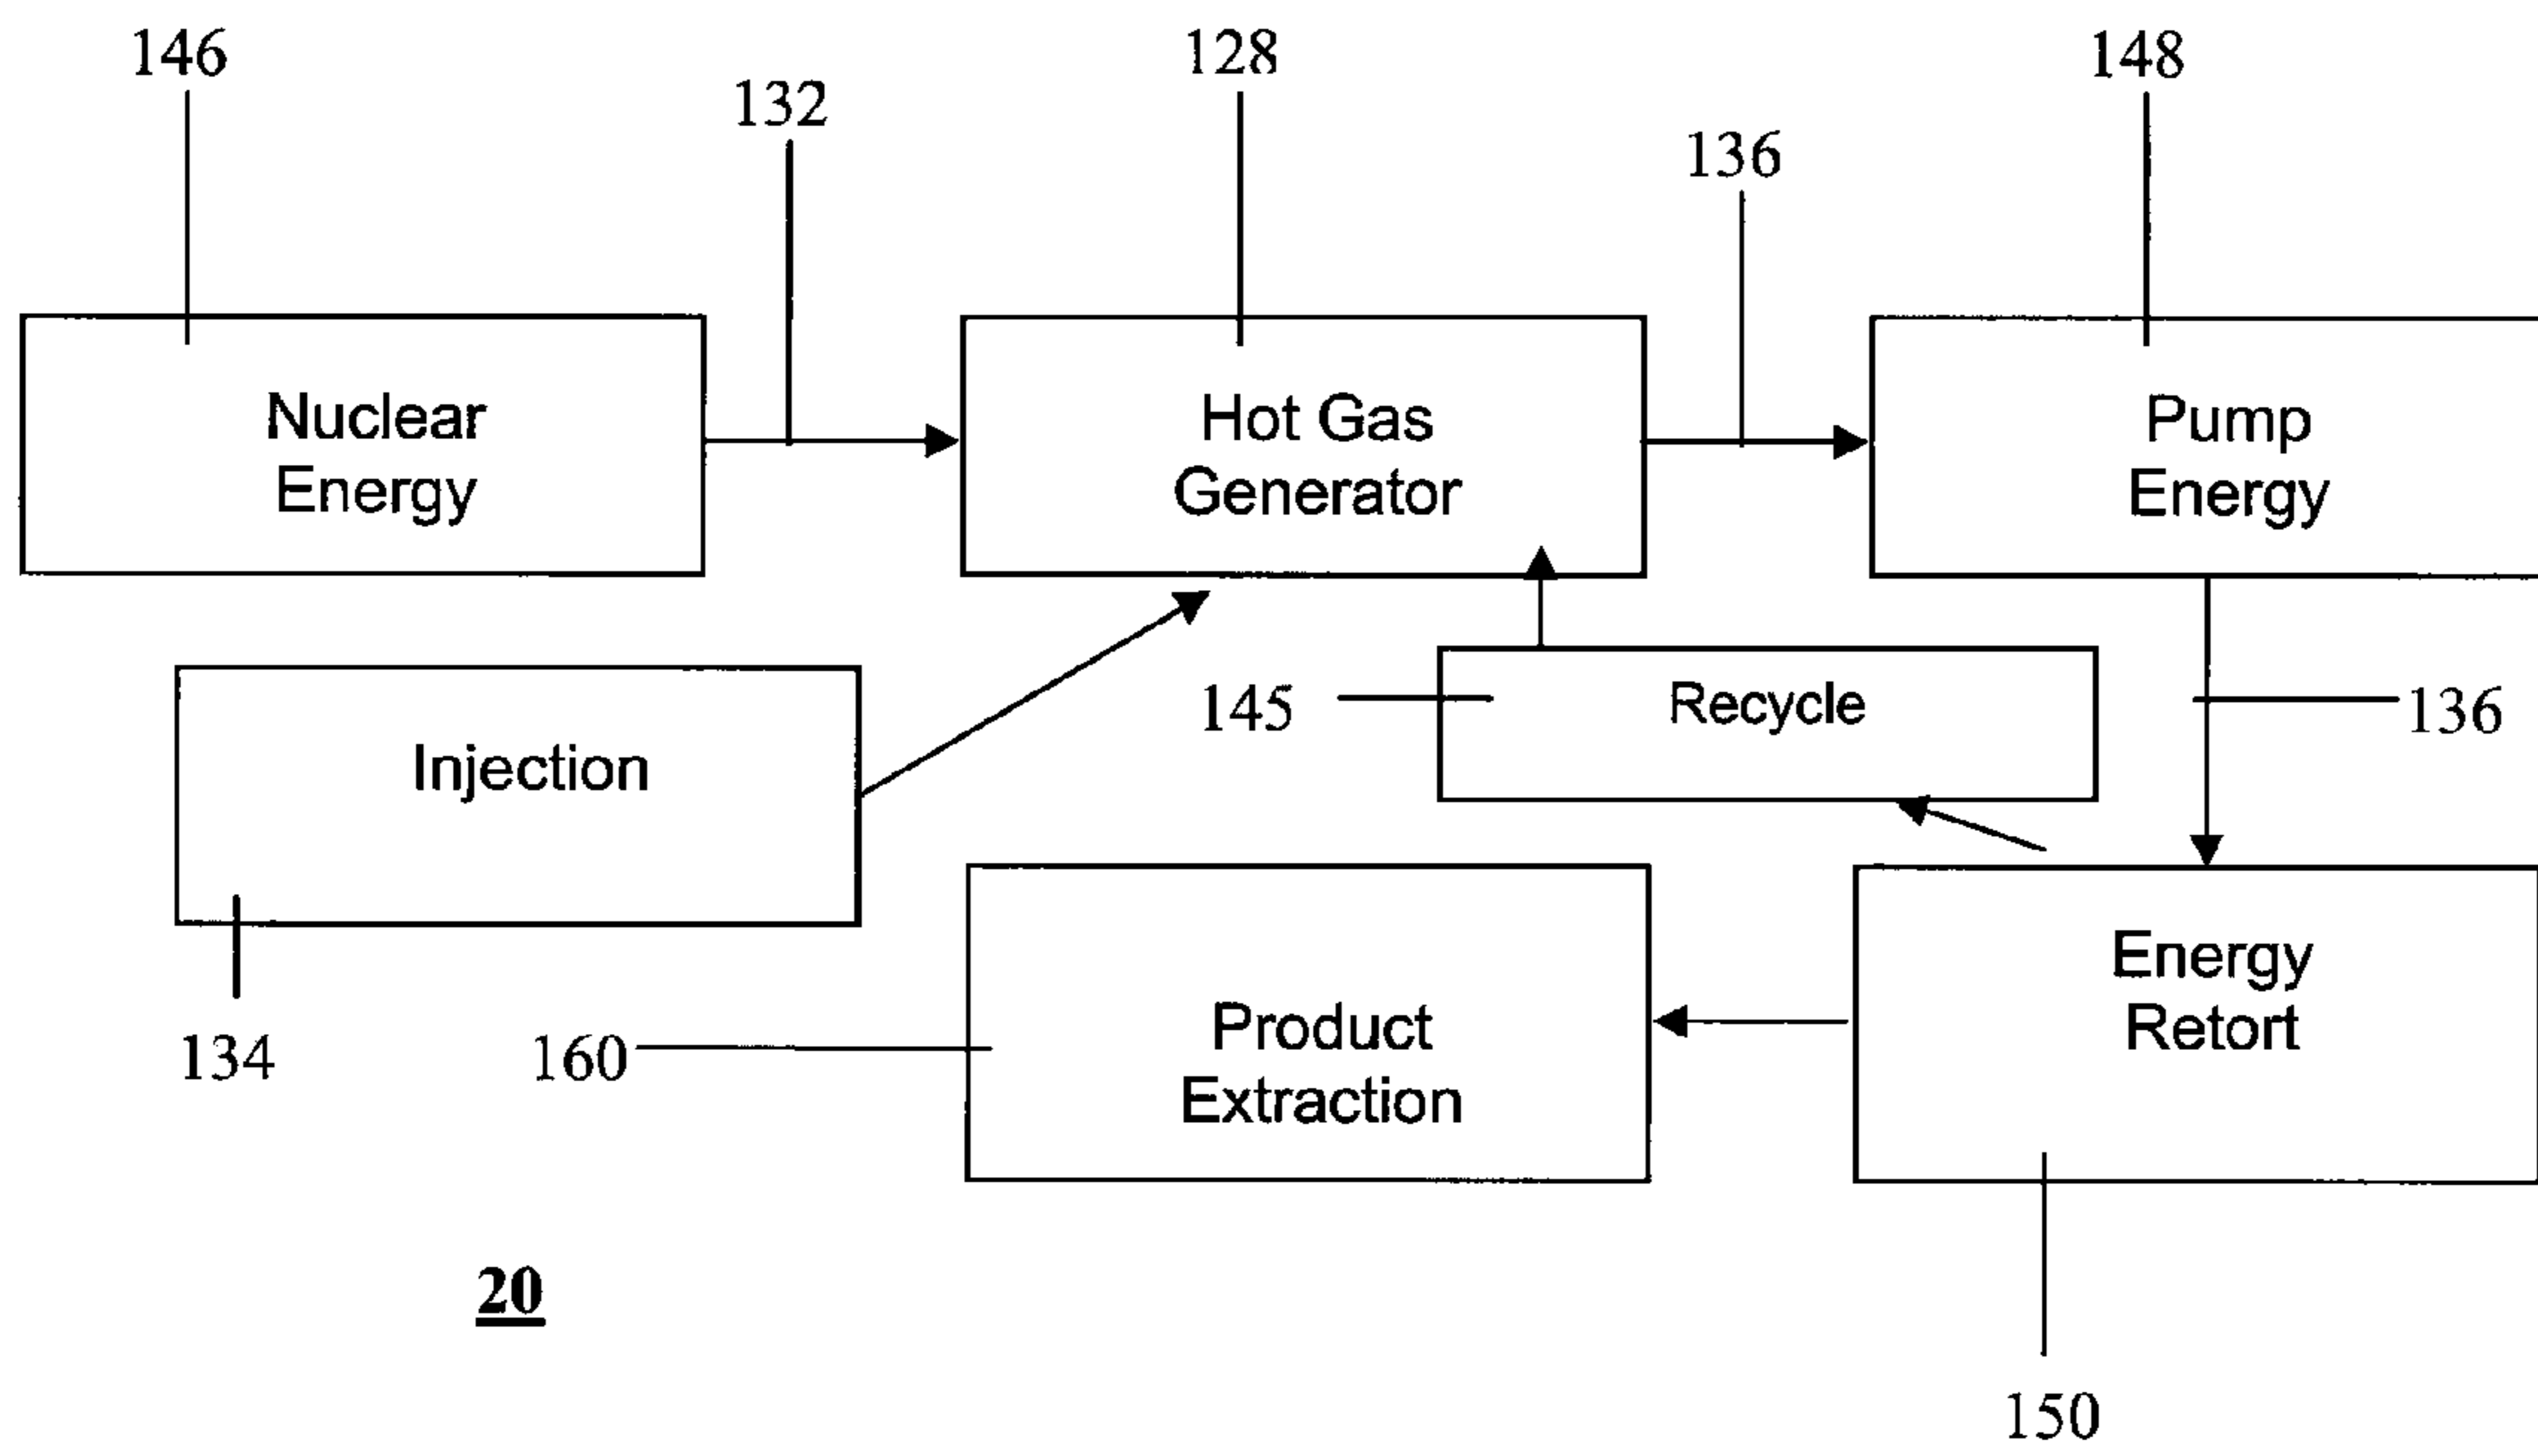 146
128
148
132
136
Nuclear
Energy
Hot Gas
Generator
Pump
Energy
Injection
145
Recycle
136
134
160
Product
Extraction
Energy
Retort
20
150